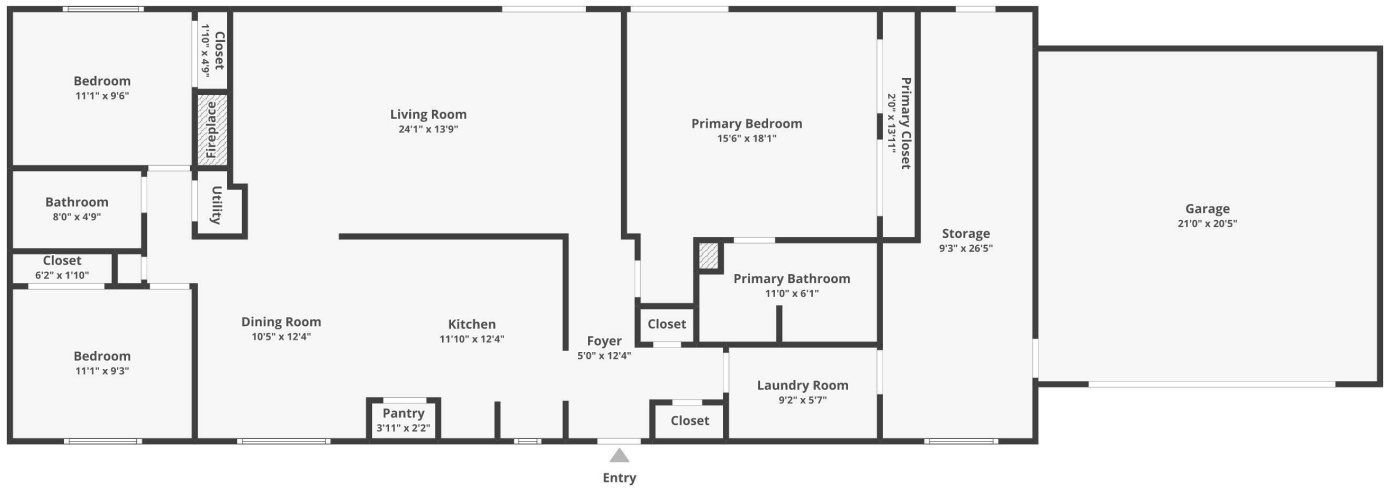 Bedroom
11'1" x 9'6"
Closet
1'10" x 4'9"
Fireplace
Living Room
24'1" x 13'9"
Primary Bedroom
15'6" x 18'1"
Primary Closet
2'0" x 13'11"
Bathroom
8'0" x 4'9"
Utility
Garage
21'0" x 20'5"
Storage
9'3" x 26'5"
Closet
6'2" x 1'10"
Primary Bathroom
11'0" x 6'1"
Dining Room
10'5" x 12'4"
Kitchen
11'10" x 12'4"
Closet
Foyer
5'0" x 12'4"
Bedroom
11'1" x 9'3"
Laundry Room
9'2" x 5'7"
Pantry
3'11" x 2'2"
Closet
Entry